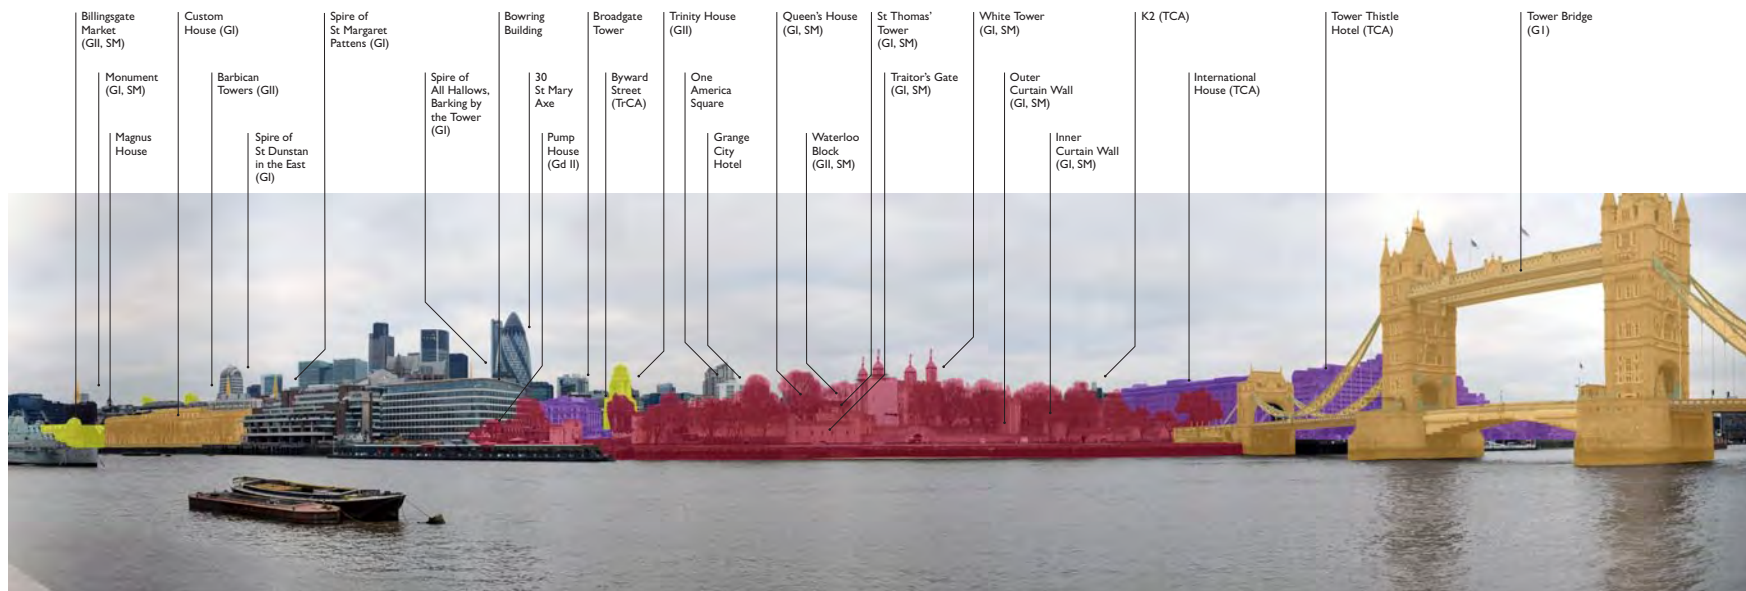 Billingsgate
Market
(GII, SM)
Custom
House (GI)
Spire of
St Margaret
Pattens (GI)
Bowring
Building
Broadgate
Tower
Trinity House
(GII)
Queen's House
(GI, SM)
St Thomas'
Tower
(GI, SM)
White Tower
(GI, SM)
K2 (TCA)
Tower Thistle
Hotel (TCA)
Tower Bridge
(G1)
Monument
(GI, SM)
Barbican
Towers (GII)
Spire of
All Hallows,
Barking by
the Tower
(GI)
30
St Mary
Axe
Byward
Street
(TrCA)
One
America
Square
Traitor's Gate
(GI, SM)
Outer
Curtain Wall
(GI, SM)
International
House (TCA)
Magnus
House
Spire of
St Dunstan
in the East
(GI)
Pump
House
(Gd II)
Grange
City
Hotel
Waterloo
Block
(GII, SM)
Inner
Curtain Wall
(GI, SM)